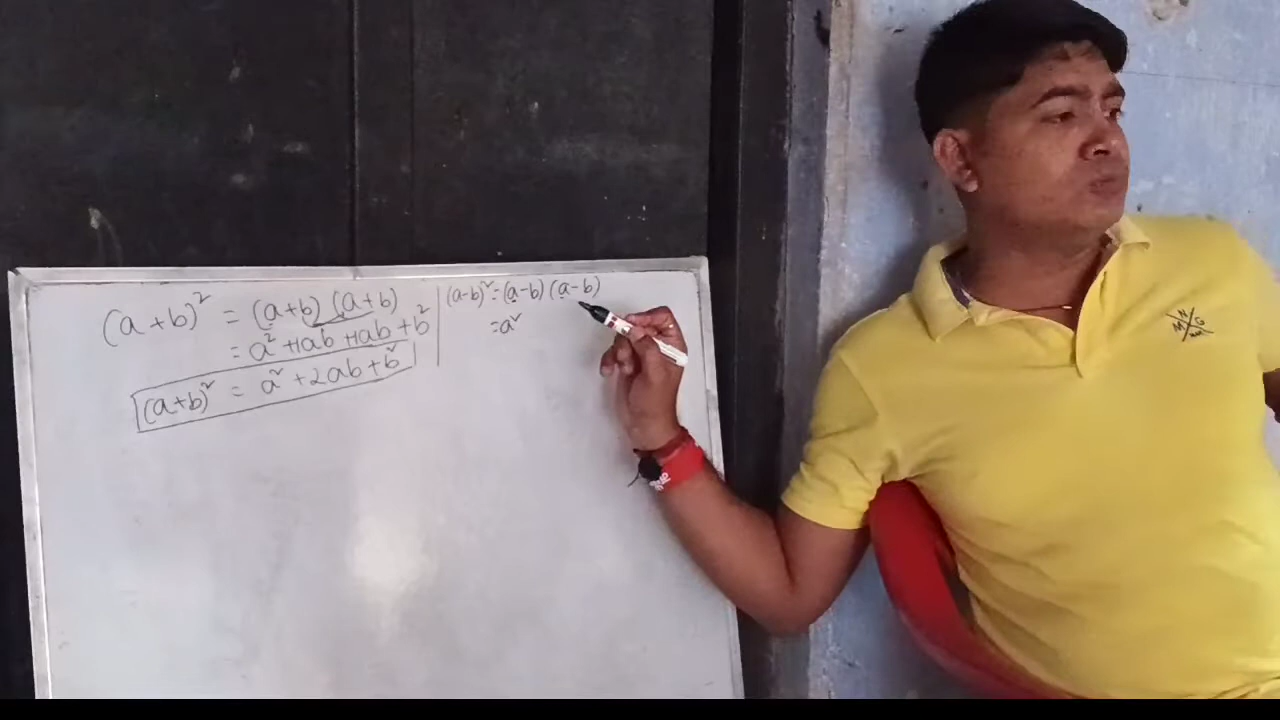 (a+b)² = (a+b) (a+b)
= a² + ab + ab + b²
(a+b)² = a² + 2ab + b²
(a-b)² = (a-b) (a-b)
= a²
N
M G